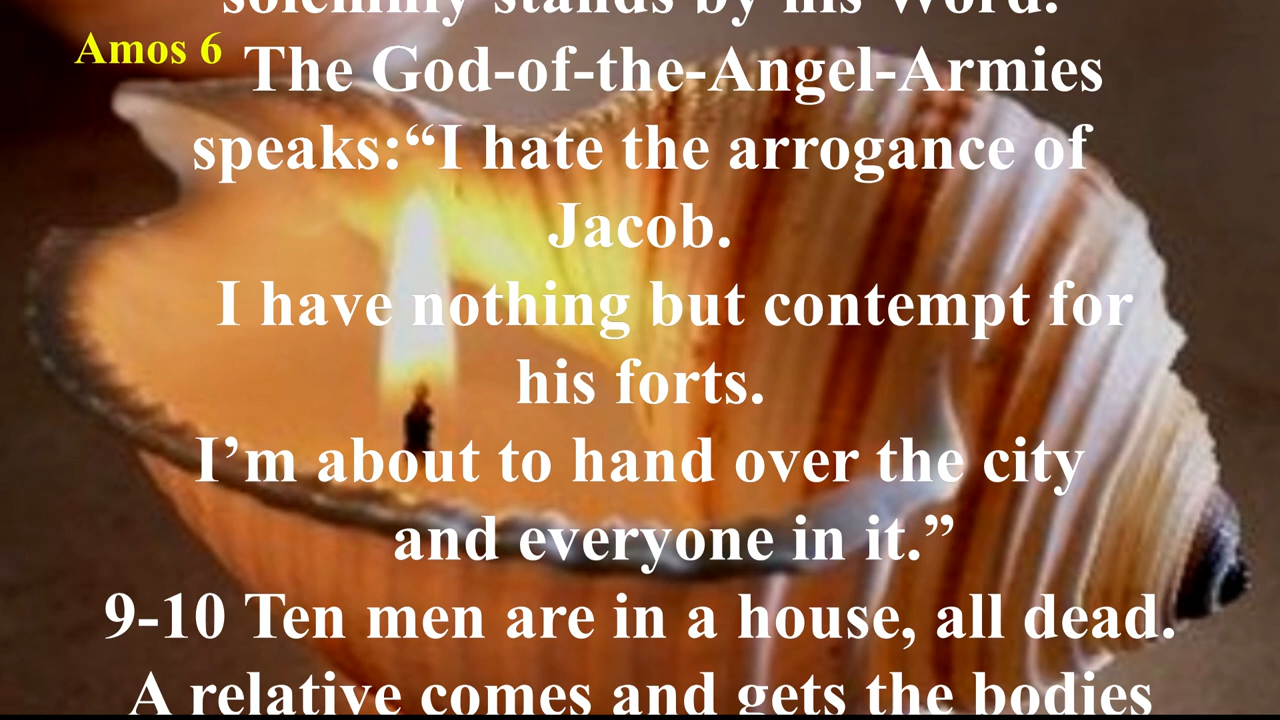 solemnly stands by his Word.
Amos 6
The God-of-the-Angel-Armies
speaks:“I hate the arrogance of
Jacob.
I have nothing but contempt for
his forts.
I’m about to hand over the city
and everyone in it.”
9-10 Ten men are in a house, all dead.
A relative comes and gets the bodies